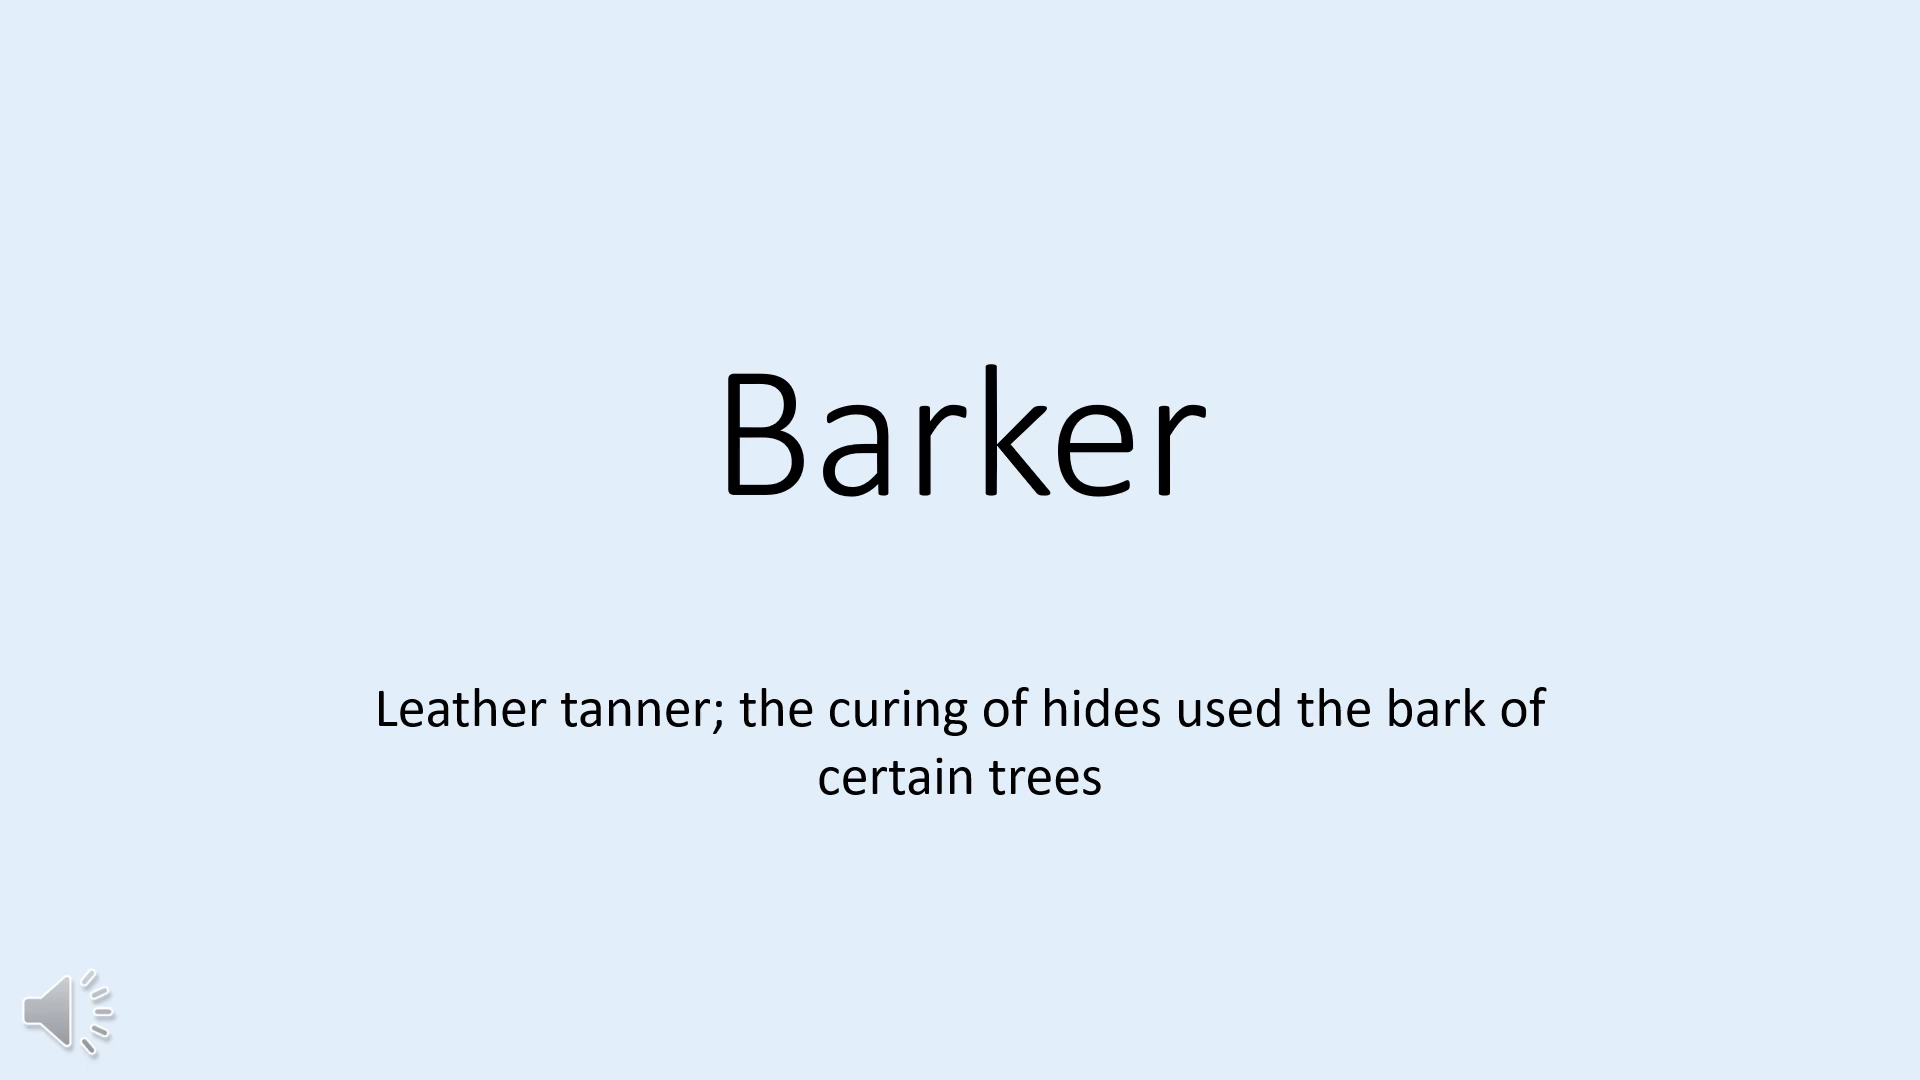 Barker
Leather tanner; the curing of hides used the bark of
certain trees